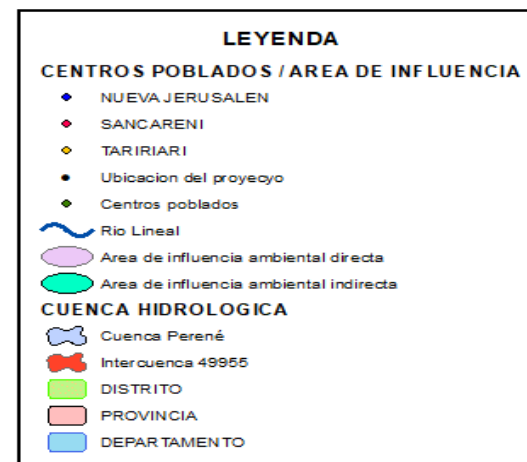 LEYENDA
CENTROS POBLADOS / AREA DE INFLUENCIA
NUEVA JERUSALEN
SANCARENI
TARIRIARI
Ubicacion del proyecyo
Centros poblados
Rio Lineal
Area de influencia ambiental directa
Area de influencia ambiental indirecta
CUENCA HIDROLOGICA
Cuenca Perené
Intercuenca 49955
DISTRITO
PROVINCIA
DEPARTAMENTO